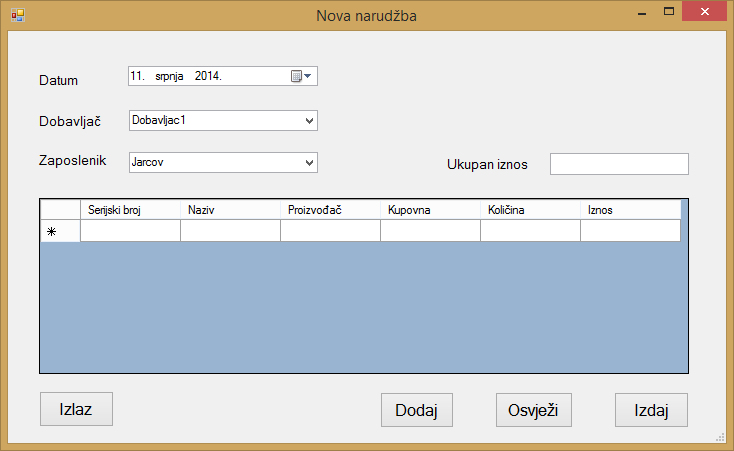 Nova narudžba
Datum 11. srpnja 2014.
Dobavljač Dobavljac1
Zaposlenik Jarcov Ukupan iznos
Serijski broj Naziv Proizvođač Kupovna Količina Iznos
Izlaz Dodaj Osvježi Izdaj